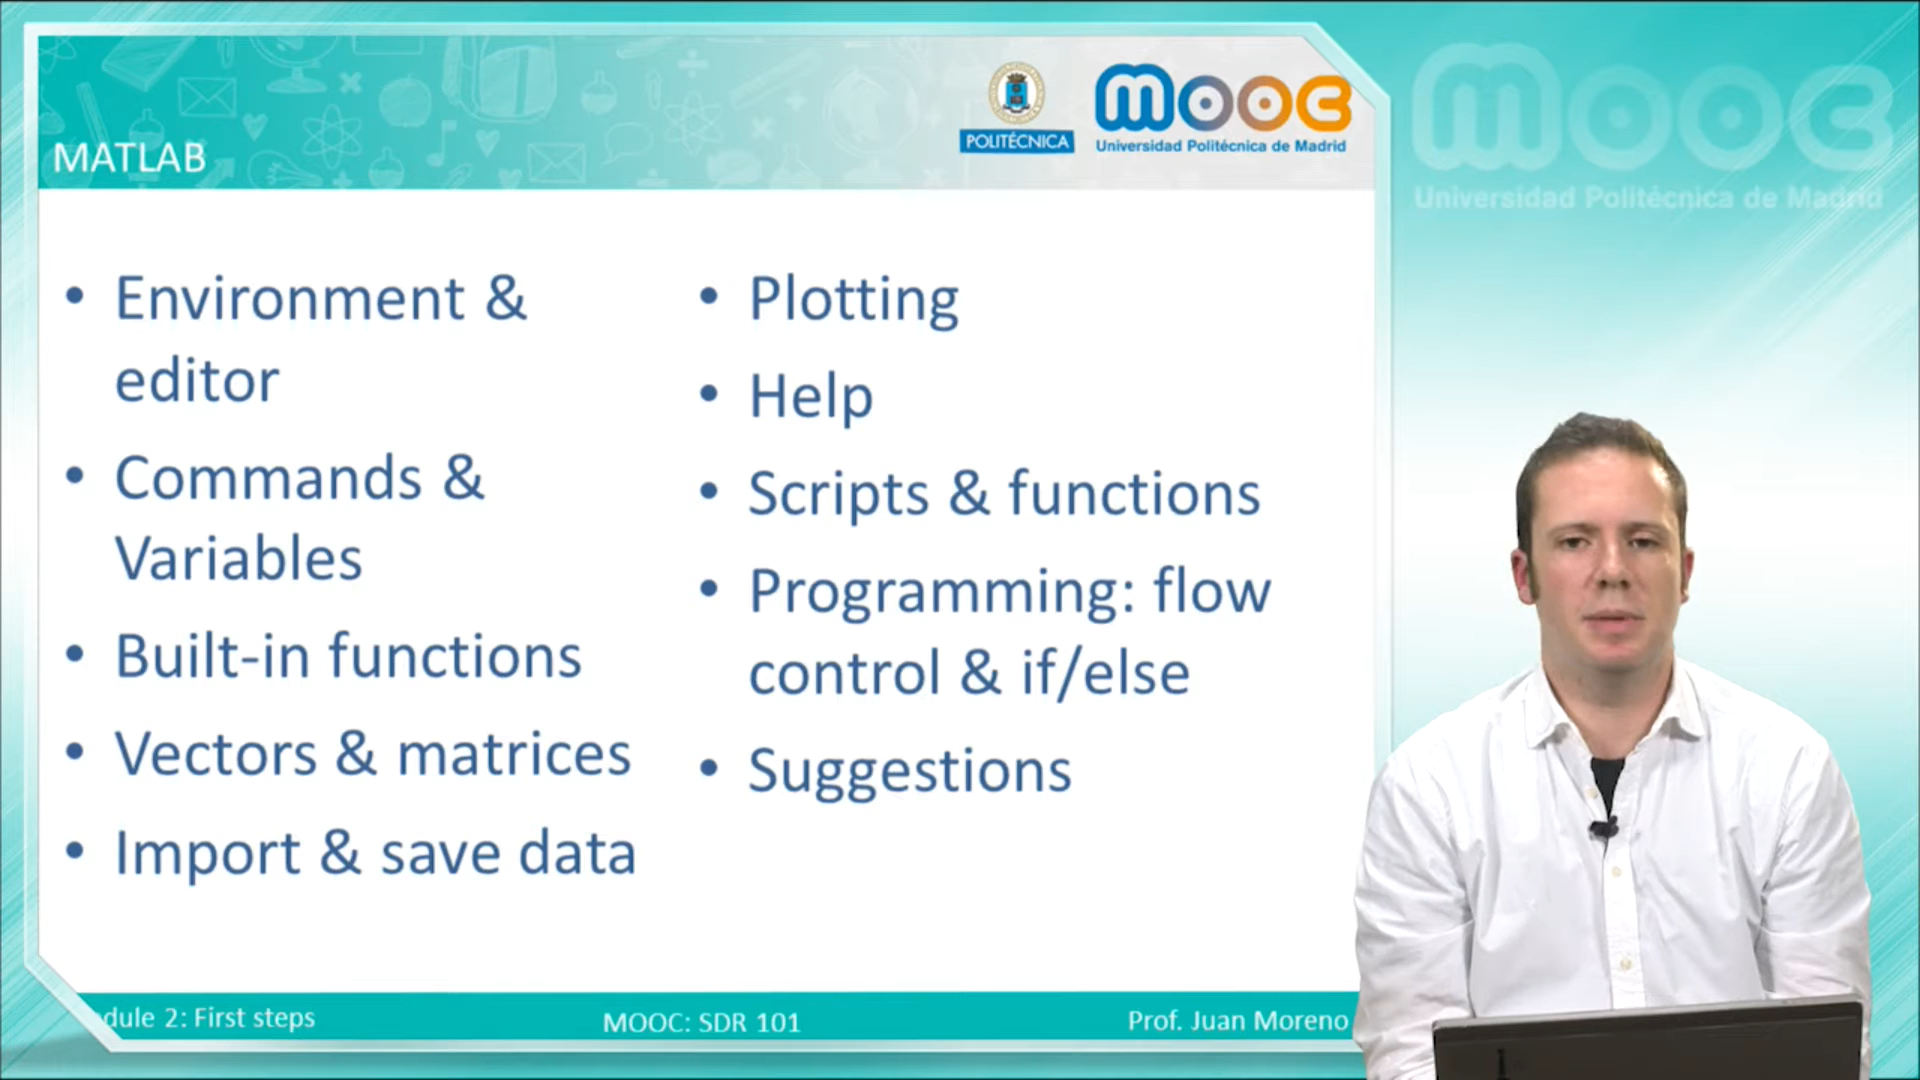 MATLAB
POLITÉCNICA
mooc
Universidad Politécnica de Madrid
mooc
Universidad Politécnica de Madrid
• Environment &
editor
• Commands &
Variables
• Built-in functions
• Vectors & matrices
• Import & save data
• Plotting
• Help
• Scripts & functions
• Programming: flow
control & if/else
• Suggestions
dule 2: First steps
MOOC: SDR 101
Prof. Juan Moreno